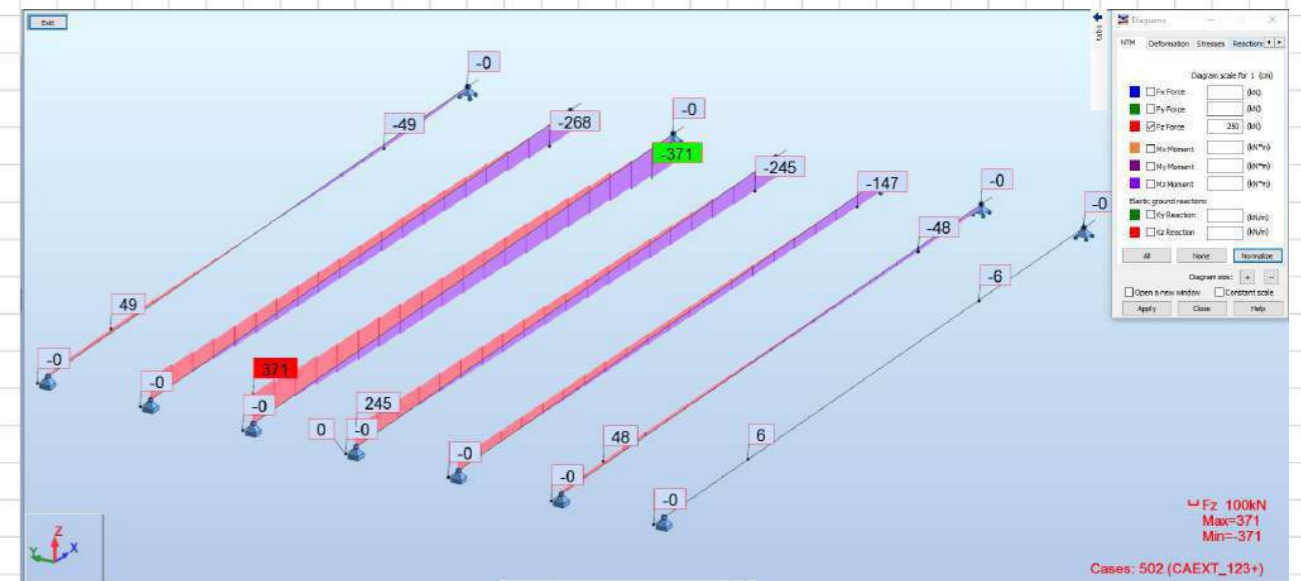 Exit
tabs
Diagrams
NTM Deformation Stresses Reactions
Diagram scale for 1 (cm)
Fx Force (kN)
Fy Force (kN)
Fz Force 250 (kN)
Mx Moment (kN*m)
My Moment (kN*m)
Mz Moment (kN*m)
Elastic ground reactions
Ky Reaction (kN/m)
Kz Reaction (kN/m)
All None Normalize
Diagram size: + -
Open a new window Constant scale
Apply Close Help
-0
-49
-268
-0
-371
-245
-147
-0
-48
-0
-6
49
-0
-0
371
-0
245
0 -0
-0
48
6
-0
-0
Z
Y X
Fz 100kN
Max=371
Min=-371
Cases: 502 (CAEXT_123+)